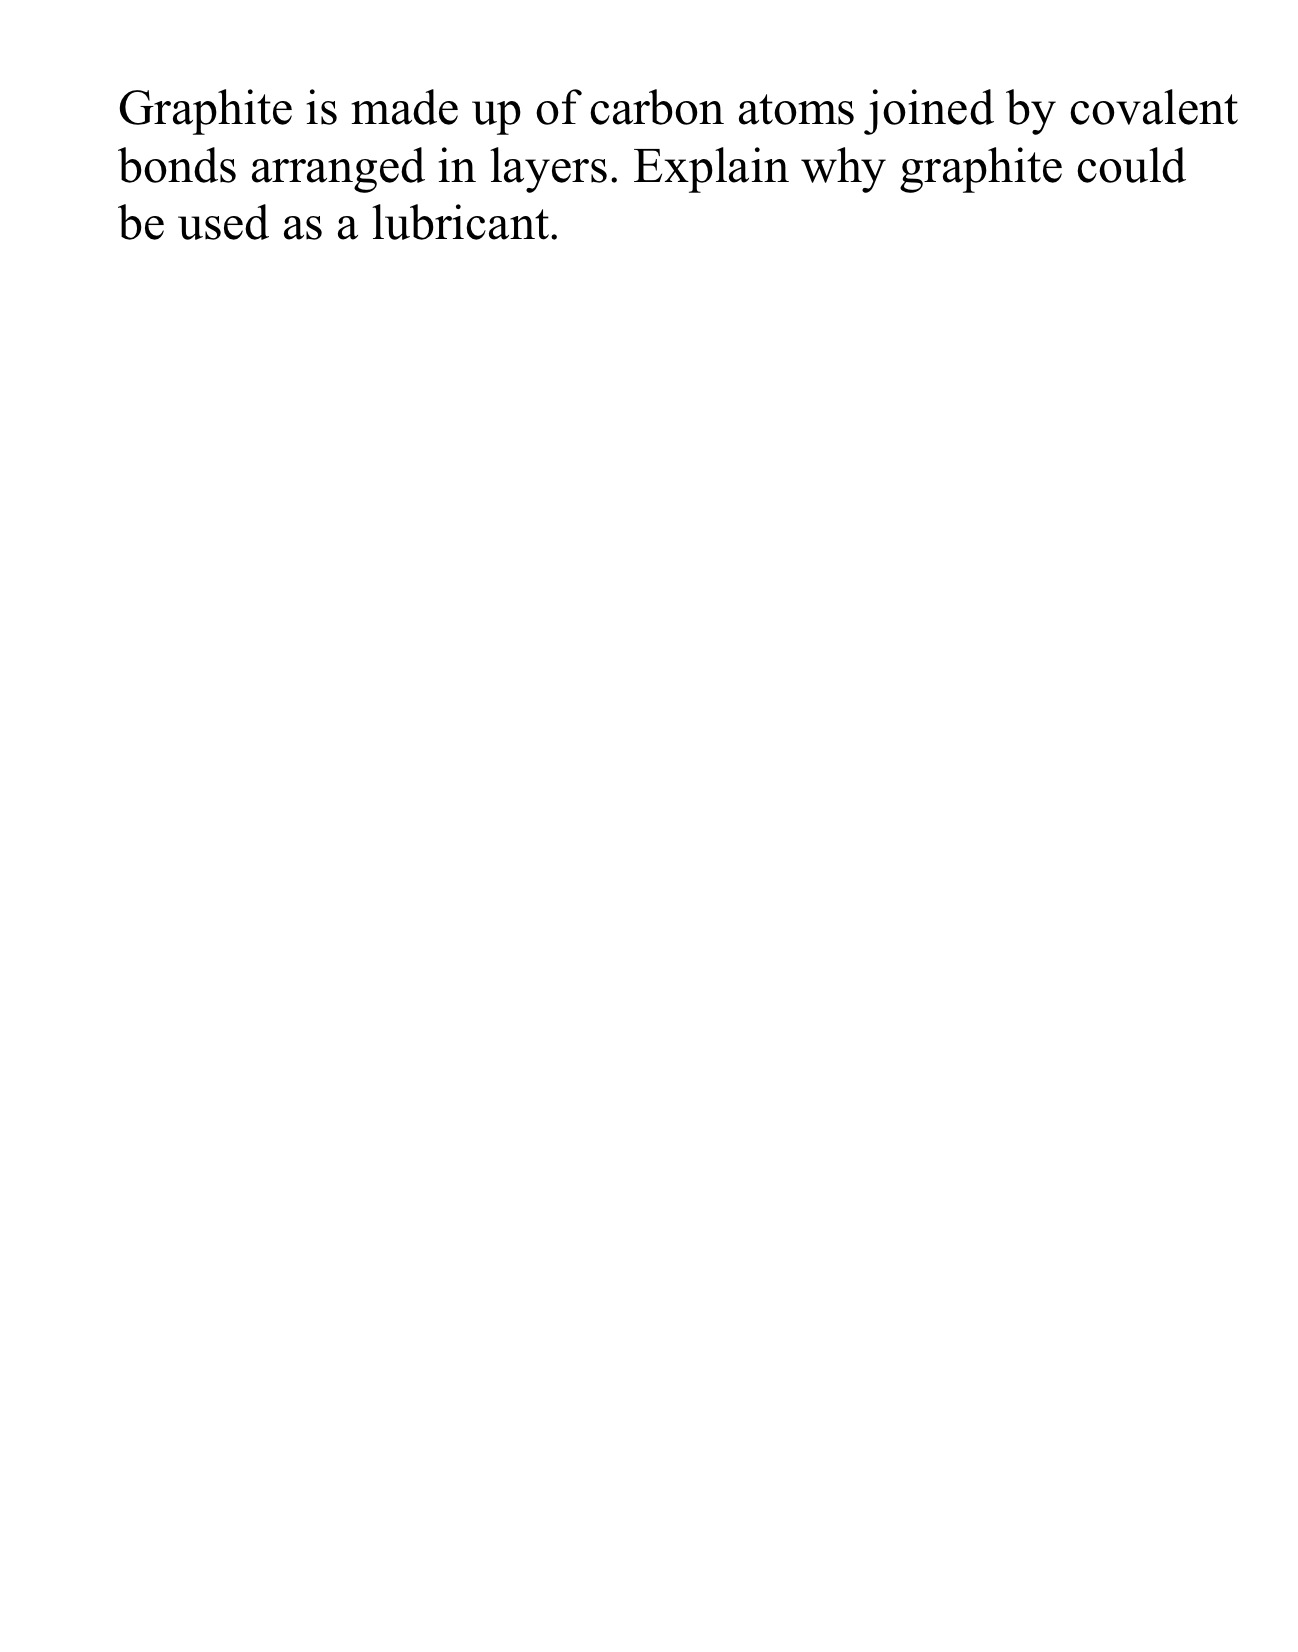 Graphite is made up of carbon atoms joined by covalent
bonds arranged in layers. Explain why graphite could
be used as a lubricant.